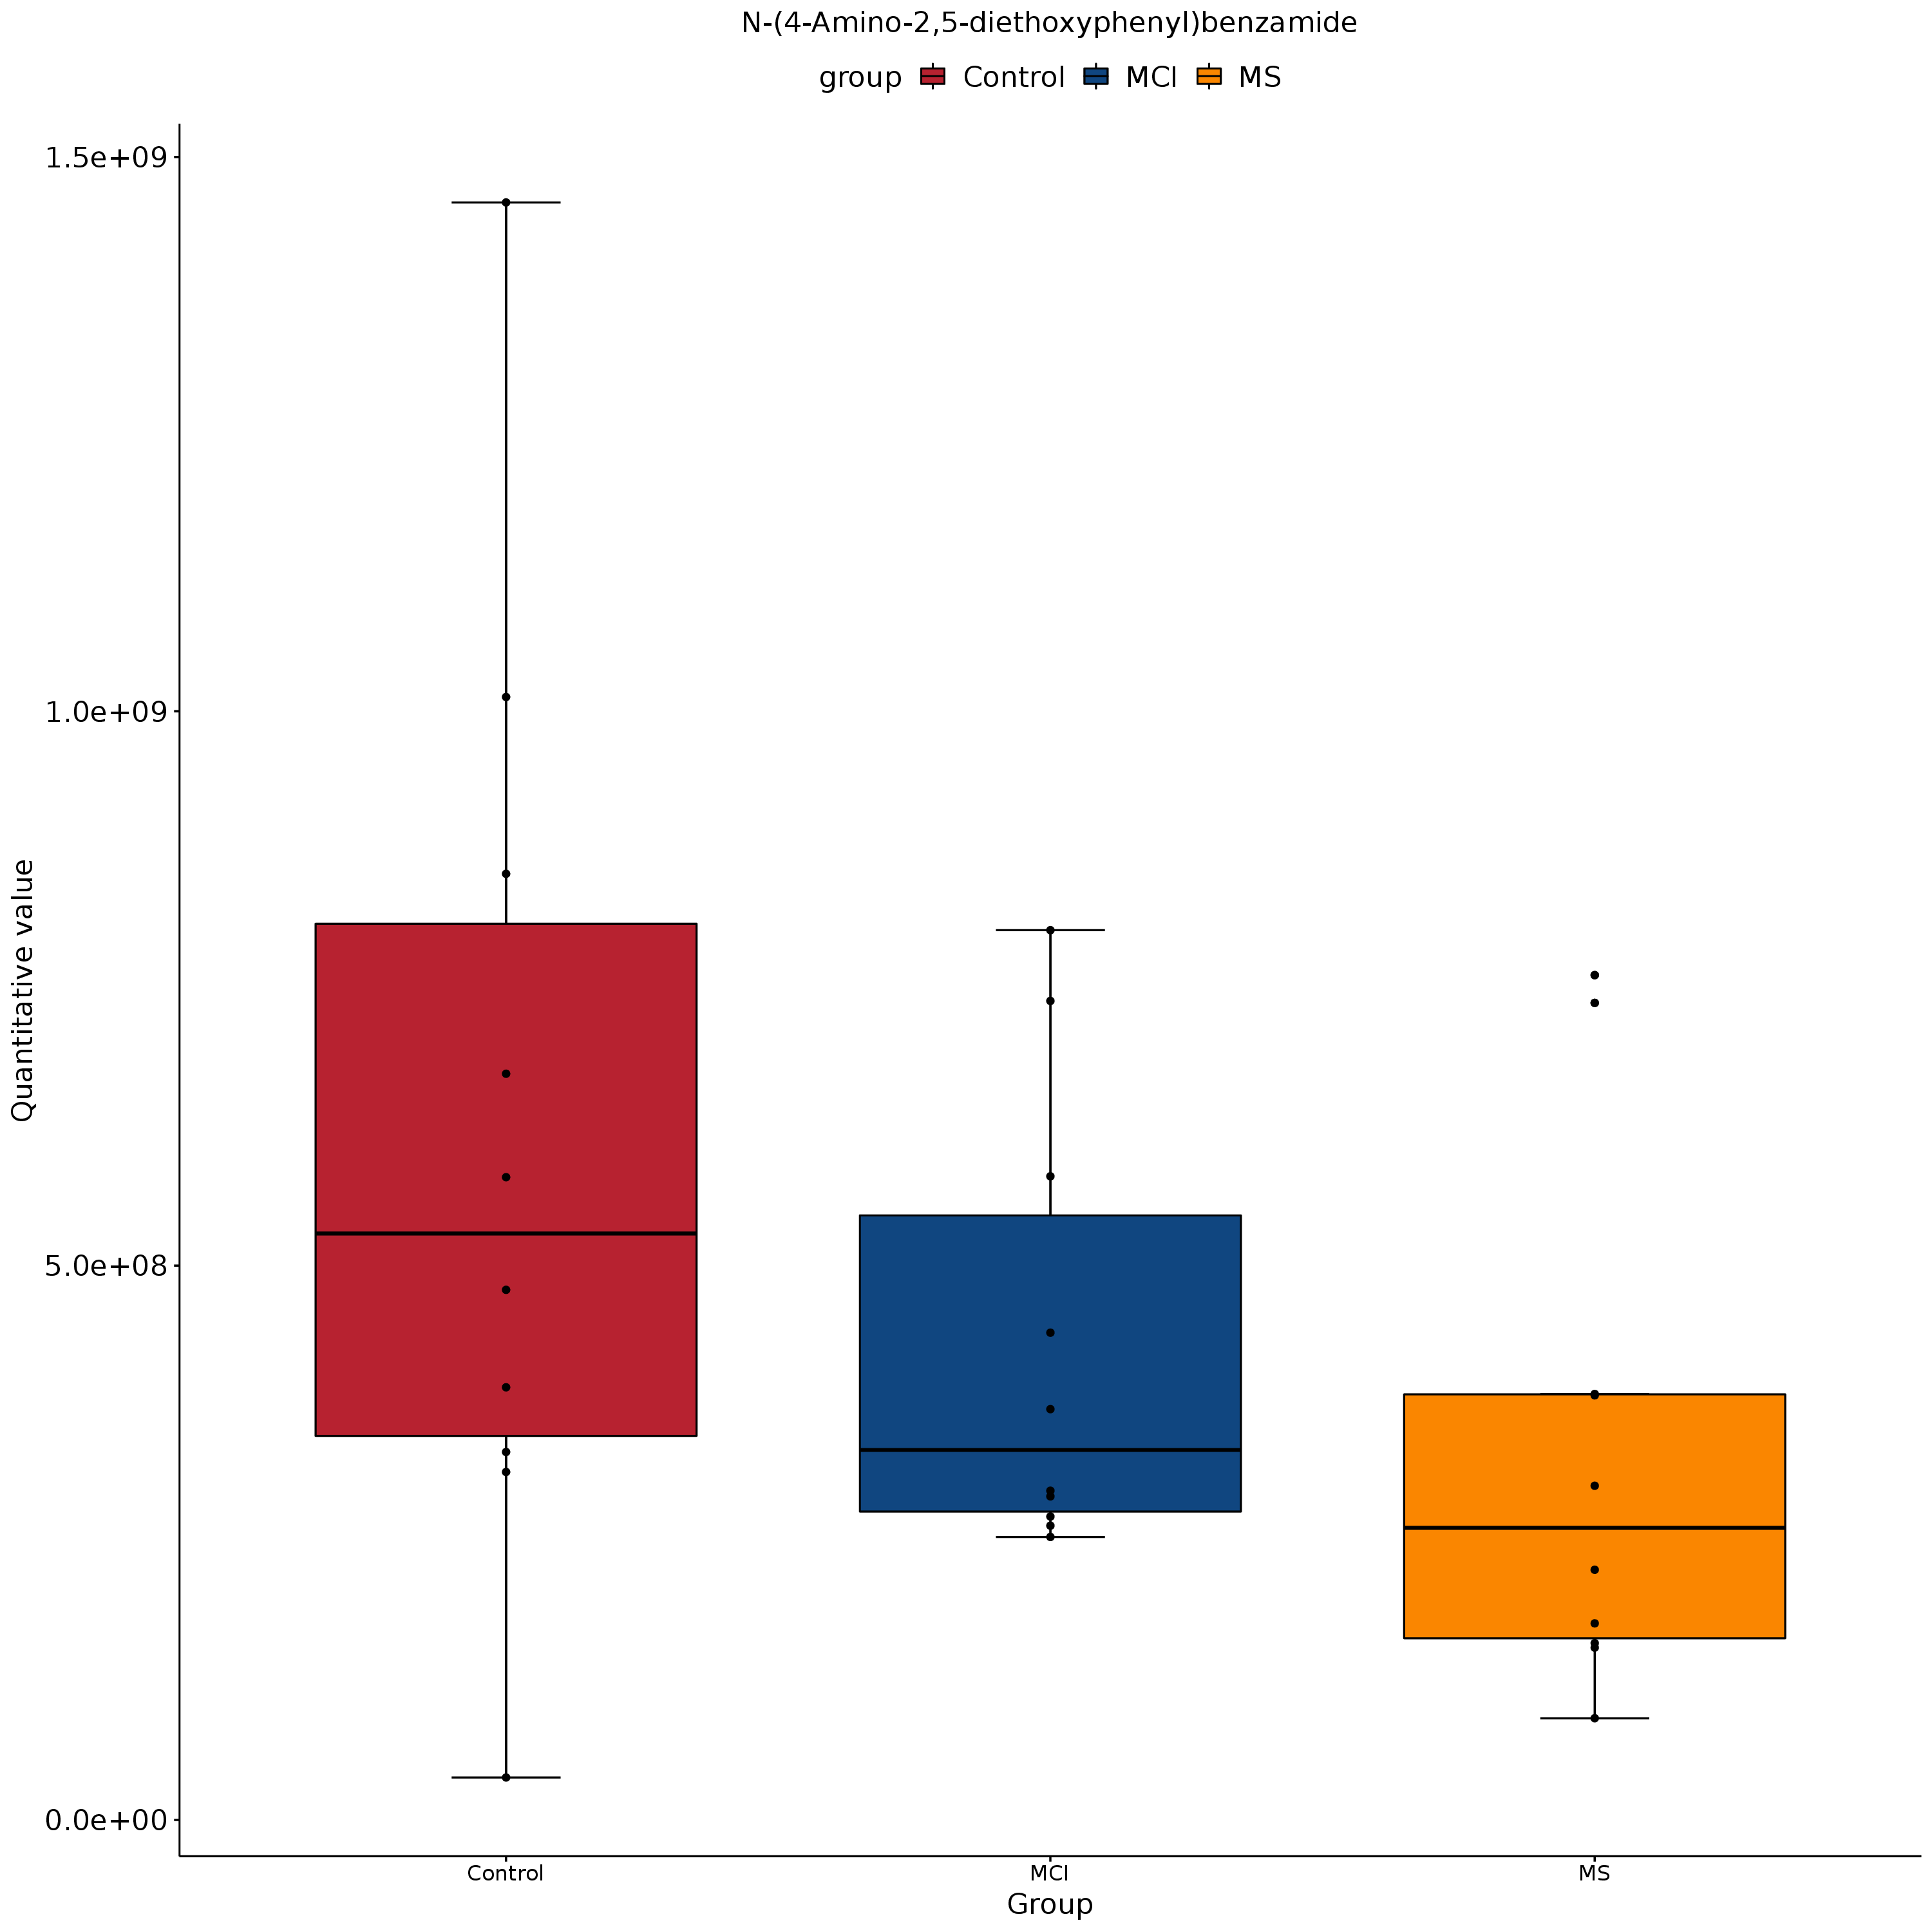 N-(4-Amino-2,5-diethoxyphenyl)benzamide
group Control MCI MS
1.5e+09
1.0e+09
5.0e+08
0.0e+00
Quantitative value
Control MCI MS
Group